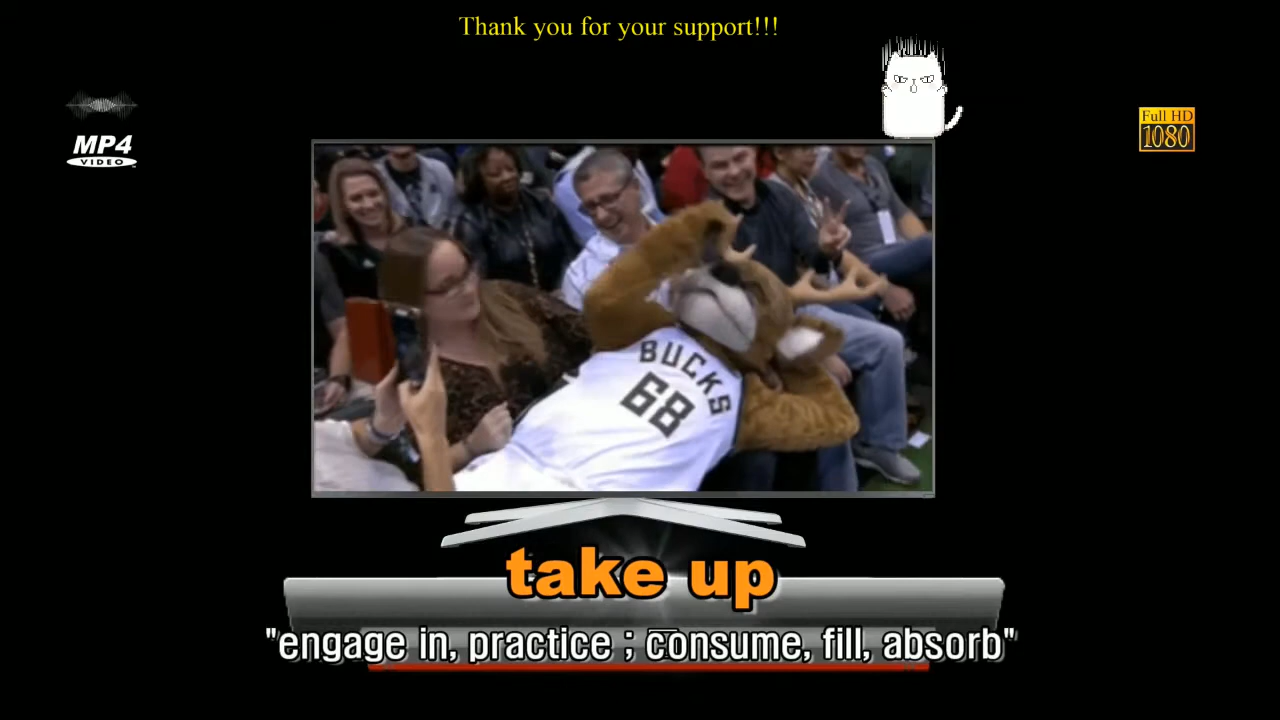 Thank you for your support!!!
MP4
VIDEO
Full HD
1080
BUCKS
68
take up
"engage in, practice ; consume, fill, absorb"